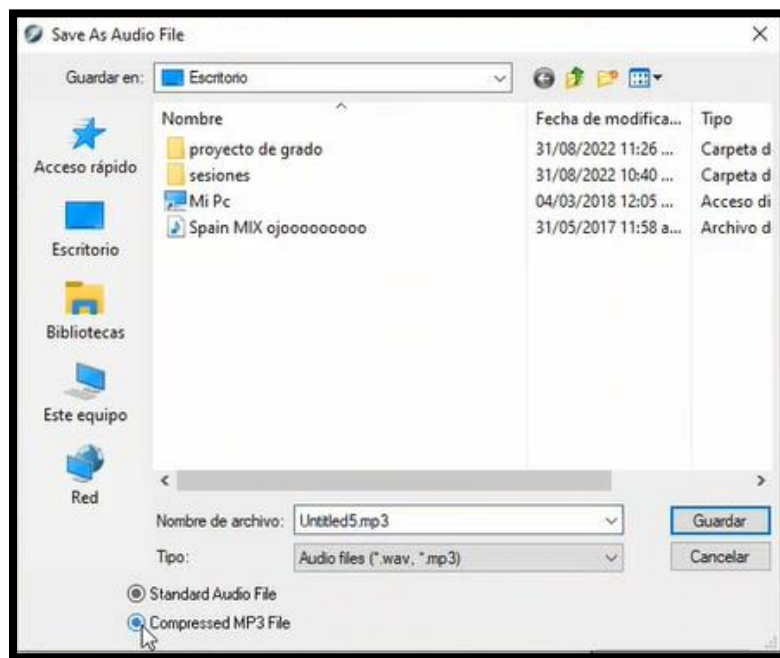 Save As Audio File
Guardar en: Escritorio
Nombre Fecha de modifica... Tipo
proyecto de grado 31/08/2022 11:26 ... Carpeta d
sesiones 31/08/2022 10:40 ... Carpeta d
Mi Pc 04/03/2018 12:05 ... Acceso di
Spain MIX ojooooooooo 31/05/2017 11:58 a... Archivo d
Acceso rápido
Escritorio
Bibliotecas
Este equipo
Red
Nombre de archivo: Untitled5.mp3 Guardar
Tipo: Audio files (*.wav, *.mp3) Cancelar
Standard Audio File
Compressed MP3 File